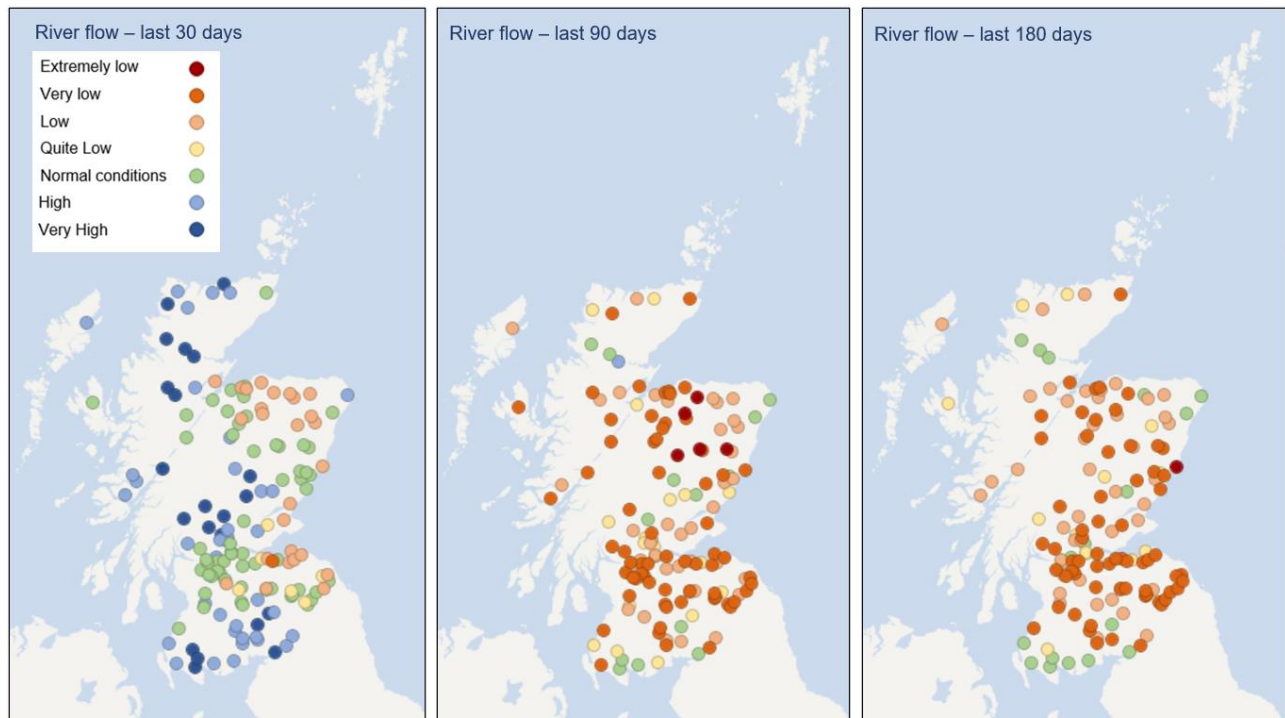 River flow – last 30 days
Extremely low
Very low
Low
Quite Low
Normal conditions
High
Very High
River flow – last 90 days
River flow – last 180 days